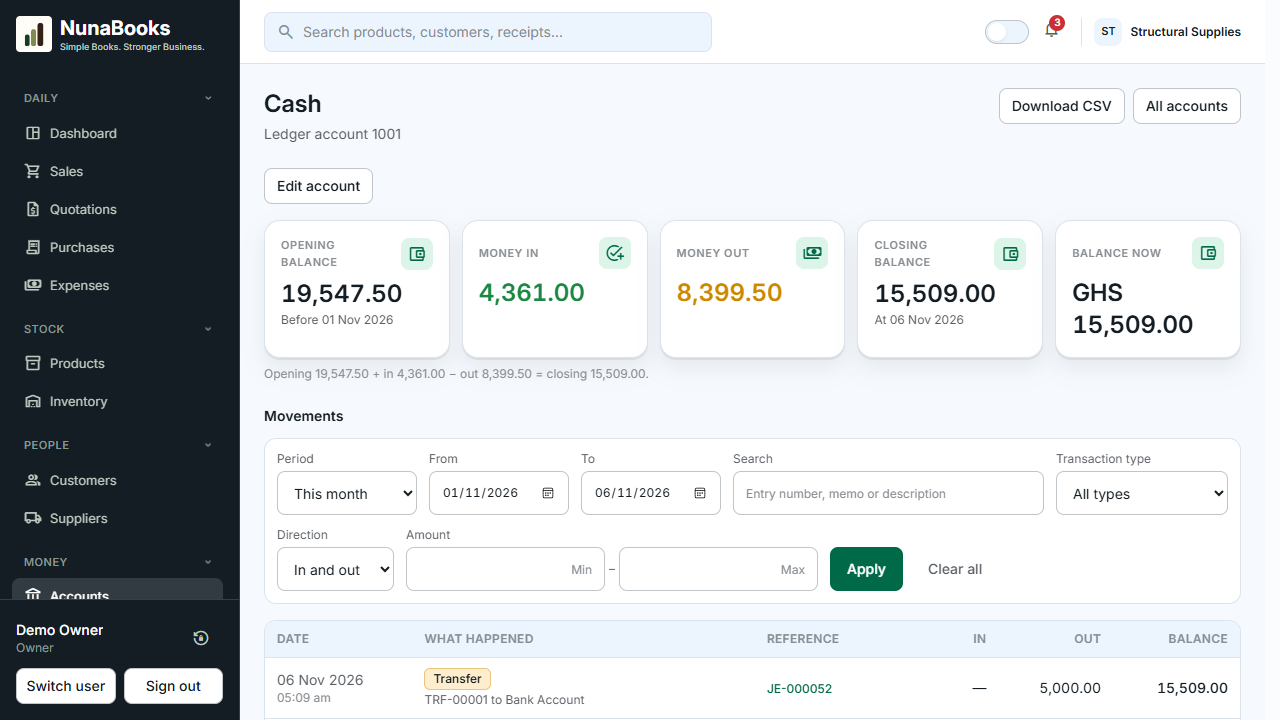 NunaBooks
Simple Books. Stronger Business.
DAILY
Dashboard
Sales
Quotations
Purchases
Expenses
STOCK
Products
Inventory
PEOPLE
Customers
Suppliers
MONEY
Accounts
Demo Owner
Owner
Switch user
Sign out
Search products, customers, receipts...
3
ST
Structural Supplies
Cash
Ledger account 1001
Download CSV
All accounts
Edit account
OPENING
BALANCE
19,547.50
Before 01 Nov 2026
MONEY IN
4,361.00
MONEY OUT
8,399.50
CLOSING
BALANCE
15,509.00
At 06 Nov 2026
BALANCE NOW
GHS
15,509.00
Opening 19,547.50 + in 4,361.00 − out 8,399.50 = closing 15,509.00.
Movements
Period
This month
From
01/11/2026
To
06/11/2026
Search
Entry number, memo or description
Transaction type
All types
Direction
In and out
Amount
Min
–
Max
Apply
Clear all
DATE
WHAT HAPPENED
REFERENCE
IN
OUT
BALANCE
06 Nov 2026
05:09 am
Transfer
TRF-00001 to Bank Account
JE-000052
—
5,000.00
15,509.00